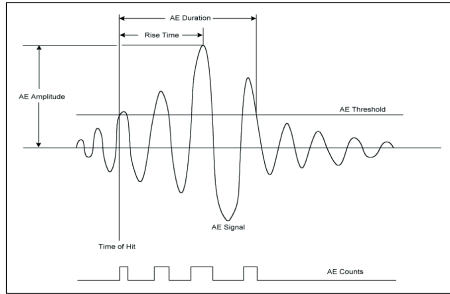 AE Duration
Rise Time
AE Amplitude
AE Threshold
AE Signal
Time of Hit
AE Counts